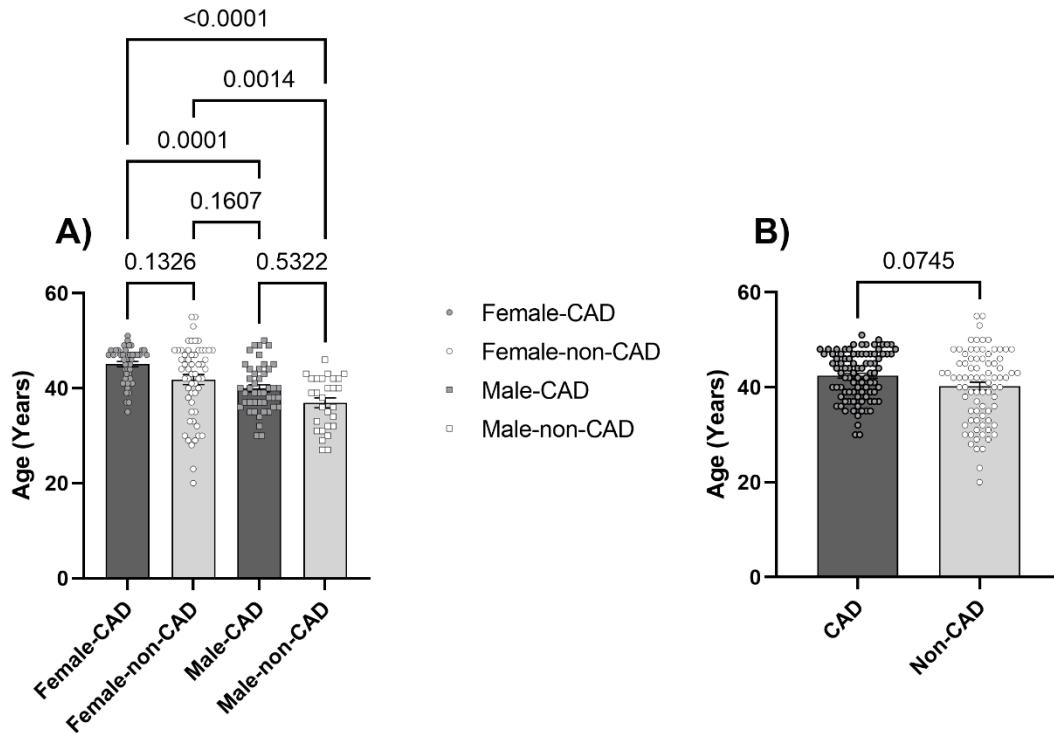 <0.0001
0.0014
0.0001
0.1607
A)
0.1326
0.5322
60
40
20
0
Age (Years)
Female-CAD
Female-non-CAD
Male-CAD
Male-non-CAD
Female-CAD
Female-non-CAD
Male-CAD
Male-non-CAD
B)
0.0745
60
40
20
0
Age (Years)
CAD
Non-CAD